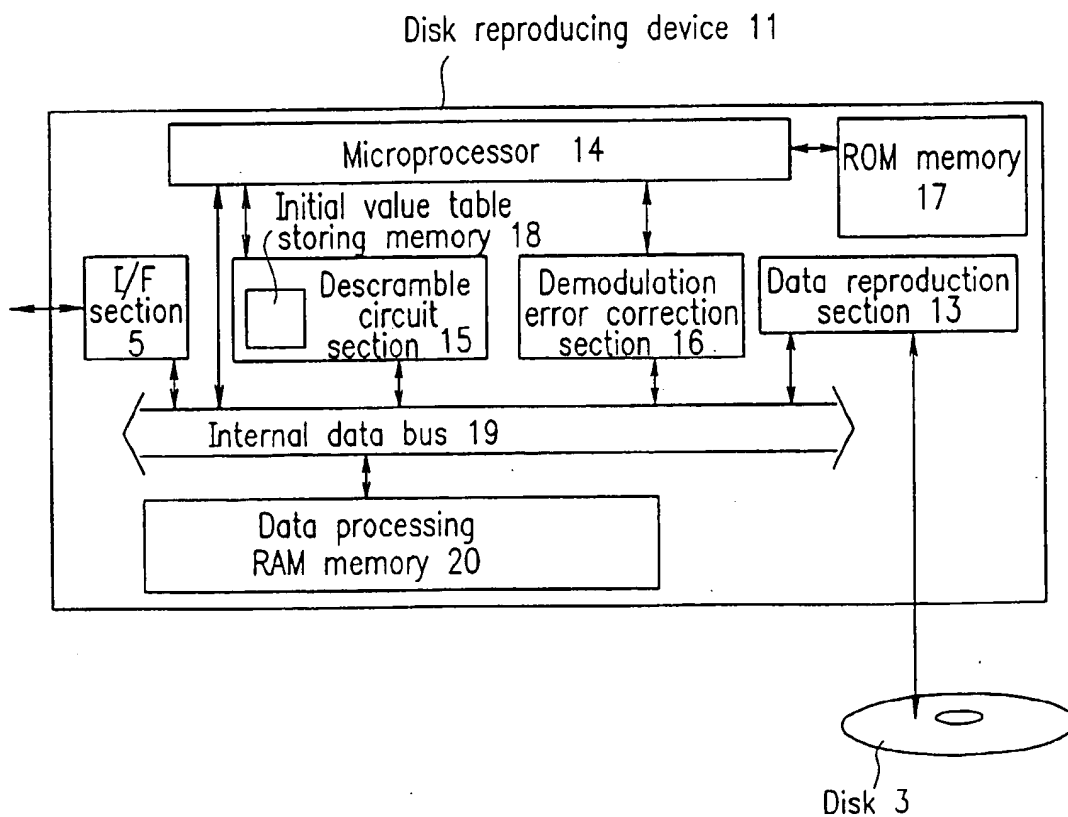 Disk reproducing device 11
Microprocessor 14
ROM memory
17
Initial value table
storing memory 18
I/F
section
5
Descramble
circuit
section 15
Demodulation
error correction
section 16
Data reproduction
section 13
Internal data bus 19
Data processing
RAM memory 20
Disk 3